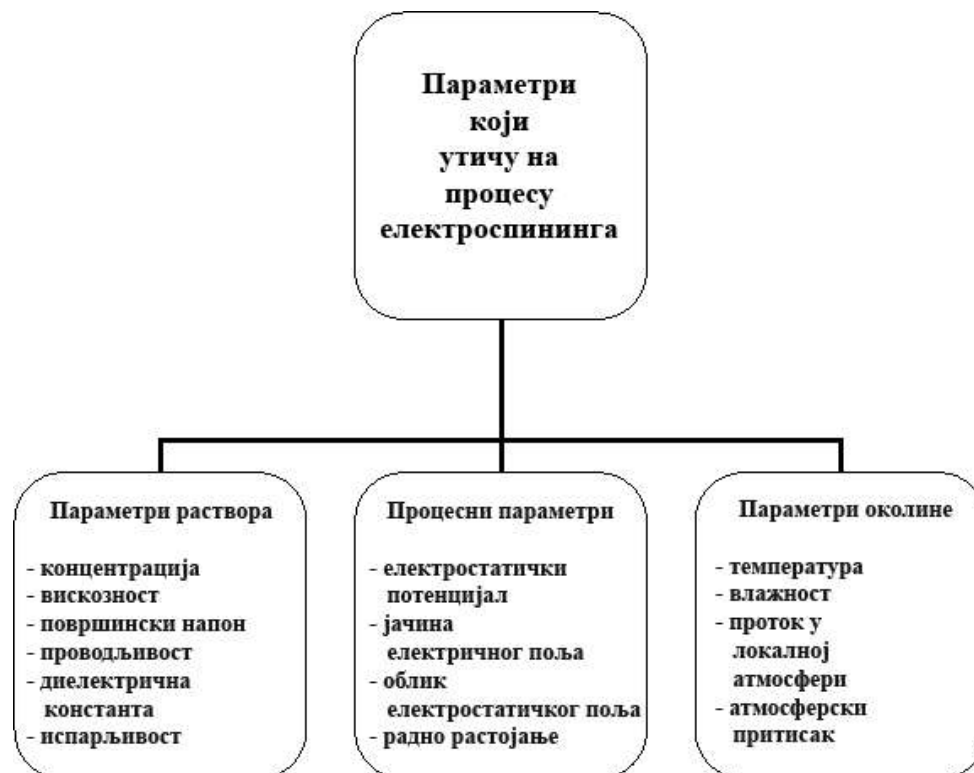 Параметри
који
утичу на
процесу
електроспининга
Параметри раствора
- концентрација
- вискозност
- површински напон
- проводљивост
- диелектрична
константа
- испарљивост
Процесни параметри
- електростатички
потенцијал
- јачина
електричног поља
- облик
електростатичког поља
- радно растојање
Параметри околине
- температура
- влажност
- проток у
локалној
атмосфери
- атмосферски
притисак